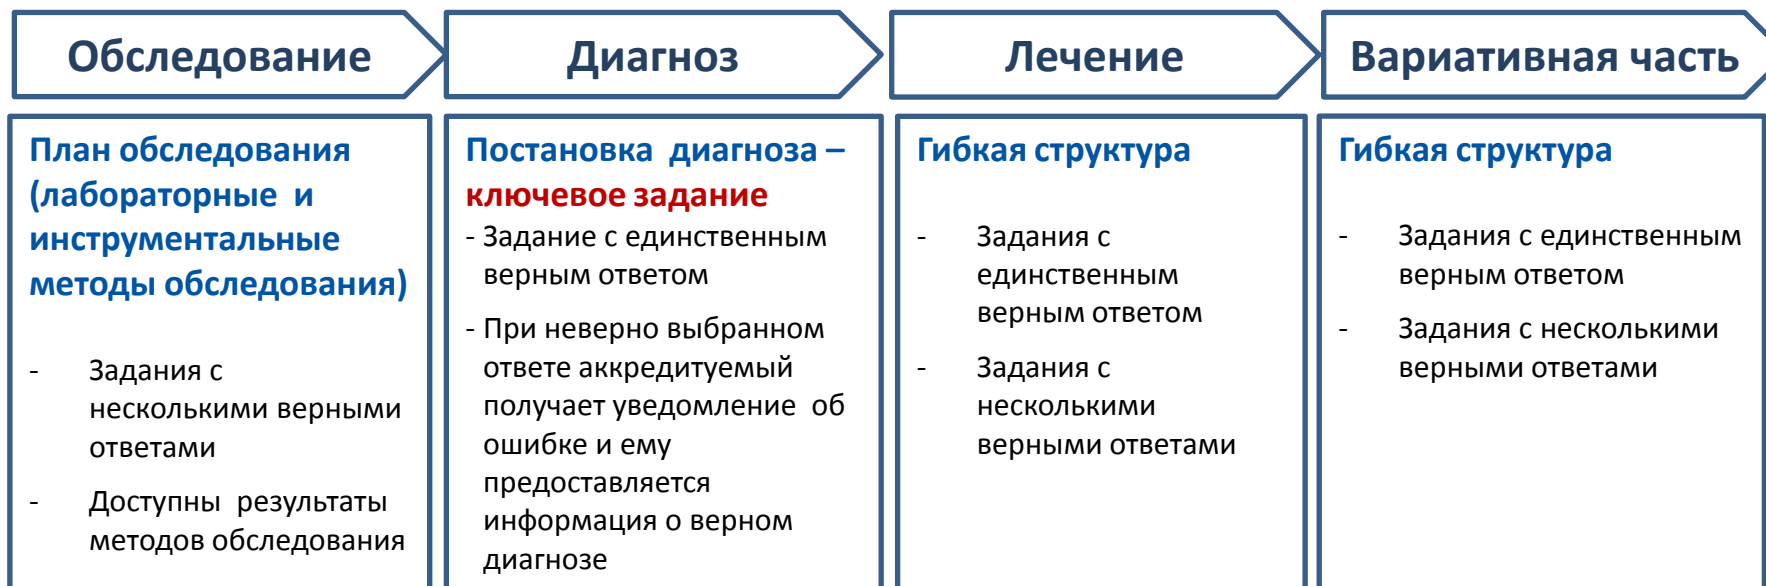 Обследование
Диагноз
Лечение
Вариативная часть
План обследования
(лабораторные и
инструментальные
методы обследования)
- Задания с
несколькими верными
ответами
- Доступны результаты
методов обследования
Постановка диагноза –
ключевое задание
- Задание с единственным
верным ответом
- При неверно выбранном
ответе аккредитуемый
получает уведомление об
ошибке и ему
предоставляется
информация о верном
диагнозе
Гибкая структура
- Задания с
единственным
верным ответом
- Задания с
несколькими
верными ответами
Гибкая структура
- Задания с единственным
верным ответом
- Задания с несколькими
верными ответами